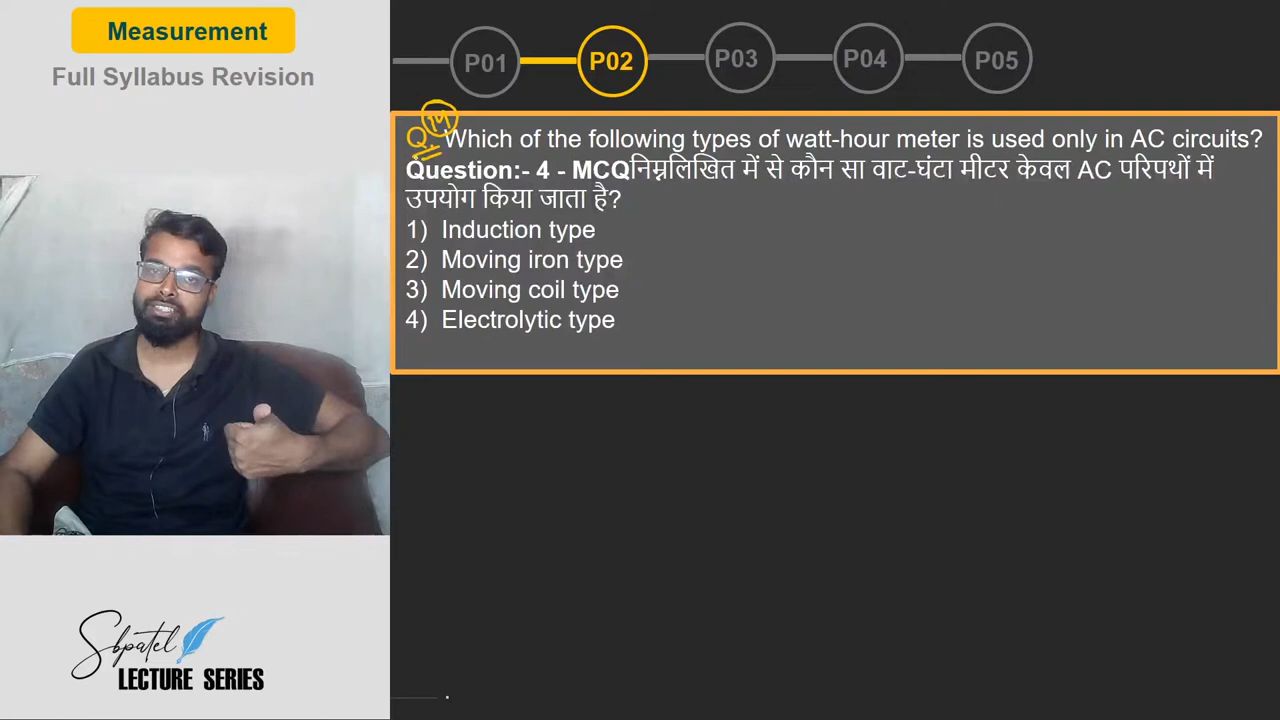 Measurement
Full Syllabus Revision
P01 P02 P03 P04 P05
Q. 14 Which of the following types of watt-hour meter is used only in AC circuits?
Question:- 4 - MCQनिम्नलिखित में से कौन सा वाट-घंटा मीटर केवल AC परिपथों में
उपयोग किया जाता है?
1) Induction type
2) Moving iron type
3) Moving coil type
4) Electrolytic type
Sbpatel
LECTURE SERIES